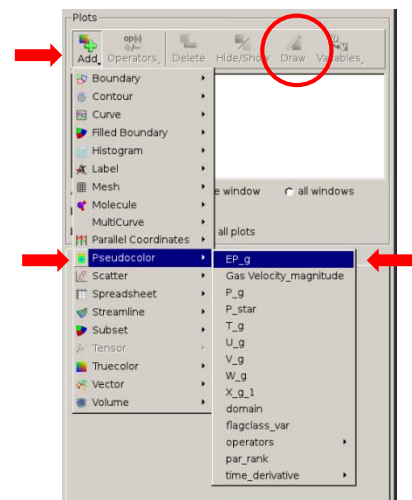 Plots
Add Operators Delete Hide/Show Draw Variables
Boundary
Contour
Curve
Filled Boundary
Histogram
Label
Mesh
Molecule
MultiCurve
Parallel Coordinates
Pseudocolor
Scatter
Spreadsheet
Streamline
Subset
Tensor
Truecolor
Vector
Volume
window all windows
all plots
EP_g
Gas Velocity_magnitude
P_g
P_star
T_g
U_g
V_g
W_g
X_g_1
domain
flagclass_var
operators
par_rank
time_derivative